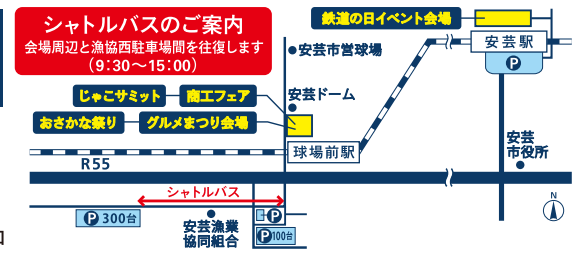 シャトルバスのご案内
会場周辺と漁協西駐車場間を往復します
(9:30～15:00)
鉄道の日イベント会場
安芸市営球場
安芸駅
P
じゃこサミット
商工フェア
安芸ドーム
おさかな祭り
グルメまつり会場
球場前駅
安芸
市役所
R55
シャトルバス
P 300台
安芸漁業
協同組合
P
P 100台
N